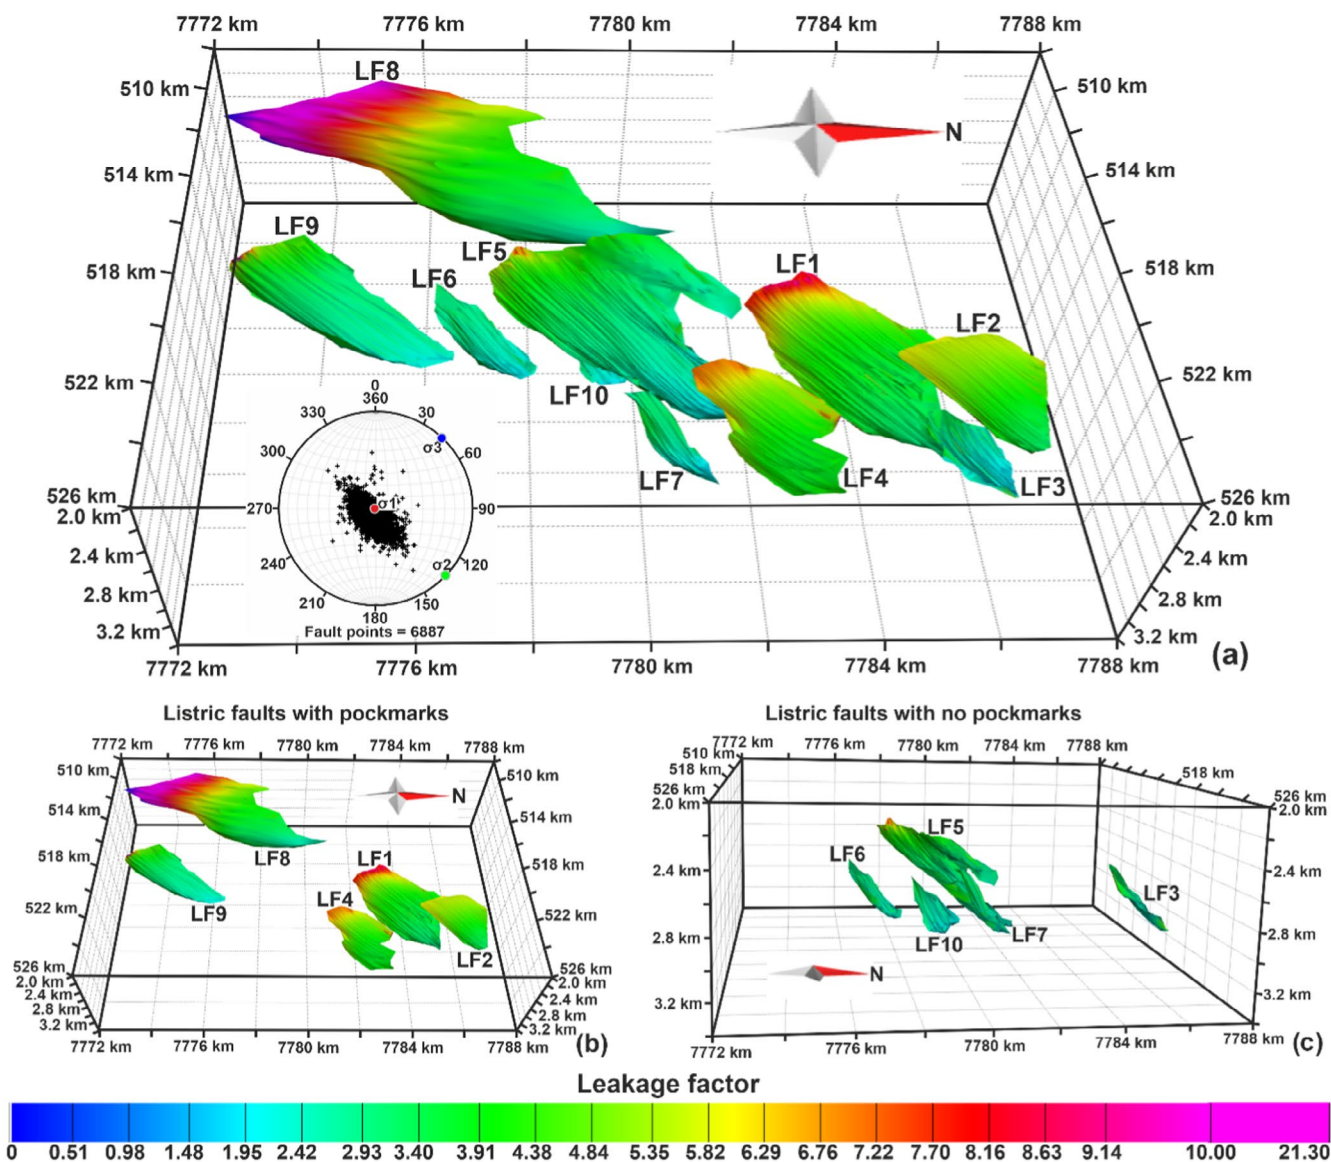 7772 km 7776 km 7780 km 7784 km 7788 km
510 km
514 km
518 km
522 km
526 km
2.0 km
2.4 km
2.8 km
3.2 km
LF8
N
LF9
LF6
LF5
LF1
LF2
LF10
LF7
LF4
LF3
510 km
514 km
518 km
522 km
526 km
2.0 km
2.4 km
2.8 km
3.2 km
0
360
30
60
90
120
150
180
210
240
270
300
330
σ3
σ1
σ2
Fault points = 6887
7772 km 7776 km 7780 km 7784 km 7788 km
(a)
Listric faults with pockmarks
7772 km 7776 km 7780 km 7784 km 7788 km
510 km
514 km
518 km
522 km
526 km
2.0 km
2.4 km
2.8 km
3.2 km
N
LF8
LF9
LF1
LF4
LF2
510 km
514 km
518 km
522 km
526 km
2.0 km
2.4 km
2.8 km
3.2 km
7772 km 7776 km 7780 km 7784 km 7788 km
(b)
Listric faults with no pockmarks
7772 km 7776 km 7780 km 7784 km 7788 km
510 km
518 km
526 km
2.0 km
2.4 km
2.8 km
3.2 km
LF5
LF6
LF10
LF7
LF3
N
518 km
526 km
2.0 km
2.4 km
2.8 km
3.2 km
7772 km 7776 km 7780 km 7784 km 7788 km
(c)
Leakage factor
0 0.51 0.98 1.48 1.95 2.42 2.93 3.40 3.91 4.38 4.84 5.35 5.82 6.29 6.76 7.22 7.70 8.16 8.63 9.14 10.00 21.30